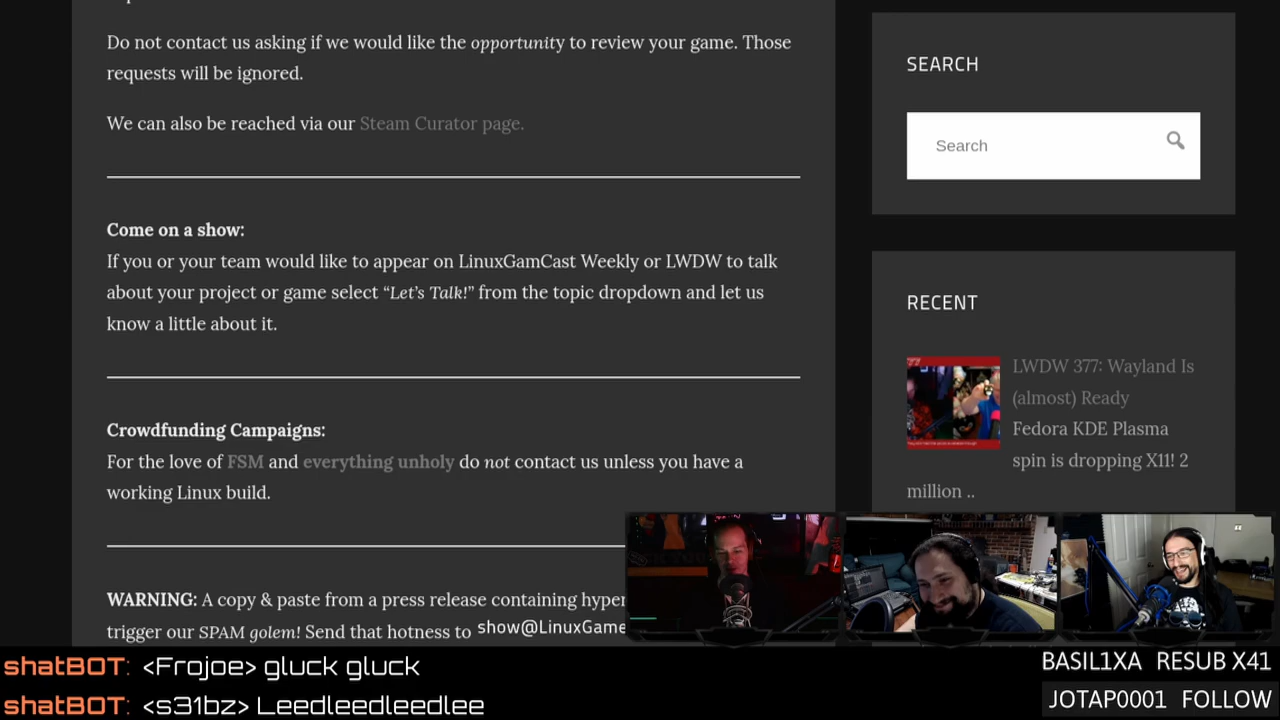 Do not contact us asking if we would like the opportunity to review your game. Those
requests will be ignored.
We can also be reached via our Steam Curator page.
Come on a show:
If you or your team would like to appear on LinuxGamCast Weekly or LWDW to talk
about your project or game select “Let’s Talk!” from the topic dropdown and let us
know a little about it.
Crowdfunding Campaigns:
For the love of FSM and everything unholy do not contact us unless you have a
working Linux build.
WARNING: A copy & paste from a press release containing hyper
trigger our SPAM golem! Send that hotness to show@LinuxGame
SEARCH
Search
RECENT
LWDW 377: Wayland Is
(almost) Ready
Fedora KDE Plasma
spin is dropping X11! 2
million ..
shatBOT: <Frojoe> gluck gluck
shatBOT: <s31bz> Leedleedleedlee
BASIL1XA RESUB X41
JOTAP0001 FOLLOW